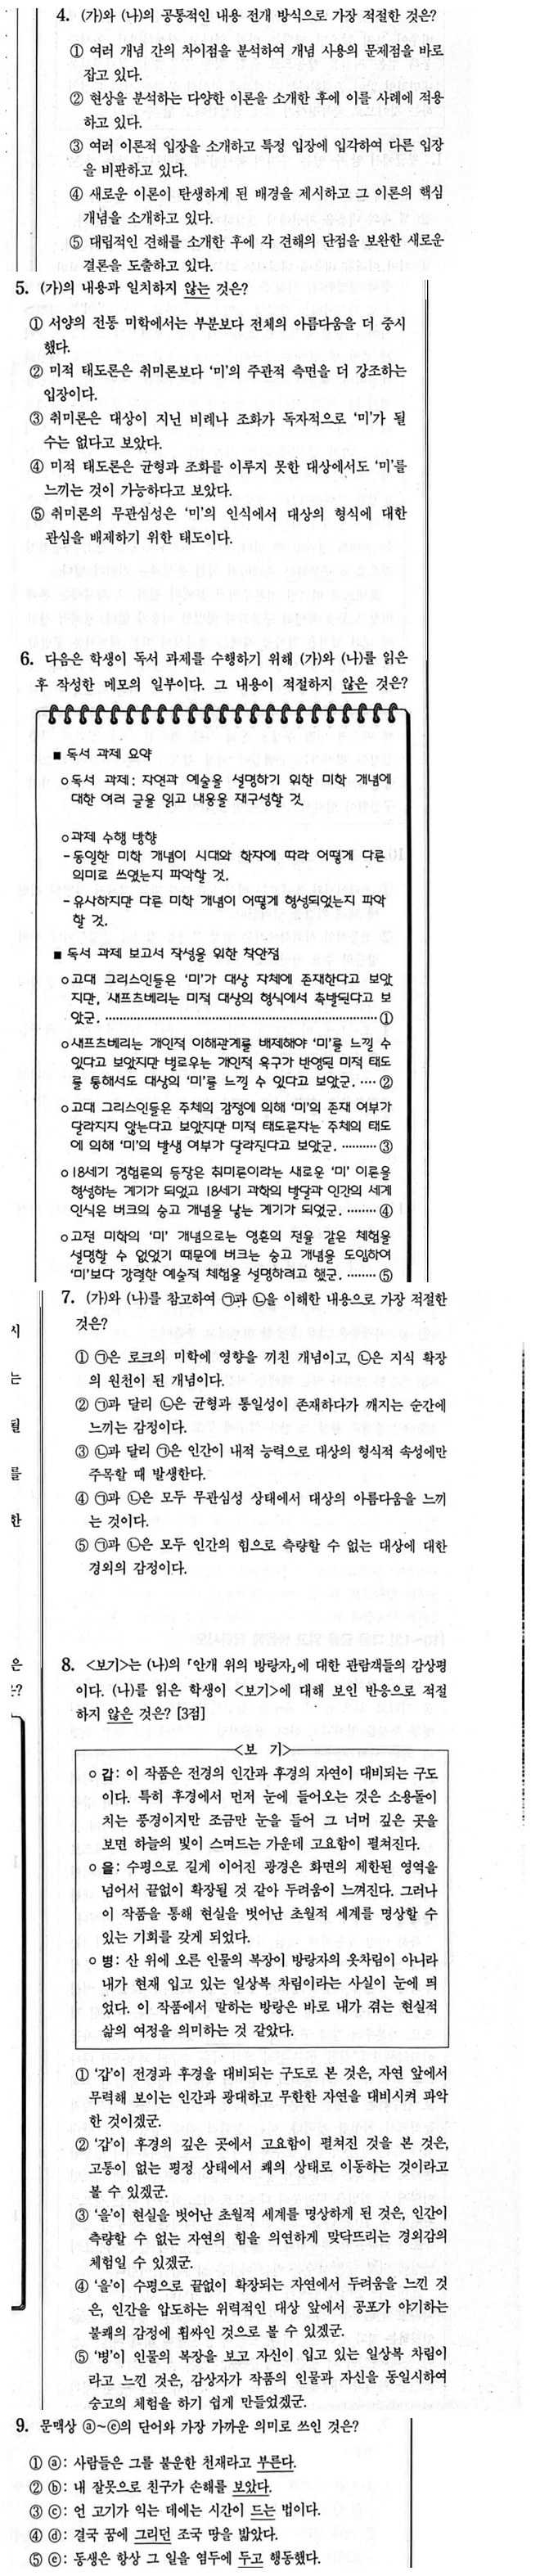 4. (가)와 (나)의 공통적인 내용 전개 방식으로 가장 적절한 것은?
① 여러 개념 간의 차이점을 분석하여 개념 사용의 문제점을 바로
잡고 있다.
② 현상을 분석하는 다양한 이론을 소개한 후에 이를 사례에 적용
하고 있다.
③ 여러 이론적 입장을 소개하고 특정 입장에 입각하여 다른 입장
을 비판하고 있다.
④ 새로운 이론이 탄생하게 된 배경을 제시하고 그 이론의 핵심
개념을 소개하고 있다.
⑤ 대립적인 견해를 소개한 후에 각 견해의 단점을 보완한 새로운
결론을 도출하고 있다.
5. (가)의 내용과 일치하지 않는 것은?
① 서양의 전통 미학에서는 부분보다 전체의 아름다움을 더 중시
했다.
② 미적 태도론은 취미론보다 ‘미’의 주관적 측면을 더 강조하는
입장이다.
③ 취미론은 대상이 지닌 비례나 조화가 독자적으로 ‘미’가 될
수는 없다고 보았다.
④ 미적 태도론은 균형과 조화를 이루지 못한 대상에서도 ‘미’를
느끼는 것이 가능하다고 보았다.
⑤ 취미론의 무관심성은 ‘미’의 인식에서 대상의 형식에 대한
관심을 배제하기 위한 태도이다.
6. 다음은 학생이 독서 과제를 수행하기 위해 (가)와 (나)를 읽은
후 작성한 메모의 일부이다. 그 내용이 적절하지 않은 것은?
■ 독서 과제 요약
○ 독서 과제: 자연과 예술을 설명하기 위한 미학 개념에
대한 여러 글을 읽고 내용을 재구성할 것.
○ 과제 수행 방향
- 동일한 미학 개념이 시대와 학자에 따라 어떻게 다른
의미로 쓰였는지 파악할 것.
- 유사하지만 다른 미학 개념이 어떻게 형성되었는지 파악
할 것.
■ 독서 과제 보고서 작성을 위한 착안점
○ 고대 그리스인들은 ‘미’가 대상 자체에 존재한다고 보았
지만, 섀프츠베리는 미적 대상의 형식에서 촉발된다고 보
았군. ········ ①
○ 섀프츠베리는 개인적 이해관계를 배제해야 ‘미’를 느낄 수
있다고 보았지만 벌로우는 개인적 욕구가 반영된 미적 태도
를 통해서도 대상의 ‘미’를 느낄 수 있다고 보았군. ···· ②
○ 고대 그리스인들은 주체의 감정에 의해 ‘미’의 존재 여부가
달라지지 않는다고 보았지만 미적 태도론자는 주체의 태도
에 의해 ‘미’의 발생 여부가 달라진다고 보았군. ········ ③
○ 18세기 경험론의 등장은 취미론이라는 새로운 ‘미’ 이론을
형성하는 계기가 되었고 18세기 과학의 발달과 인간의 세계
인식은 버크의 숭고 개념을 낳는 계기가 되었군. ········ ④
○ 고전 미학의 ‘미’ 개념으로는 영혼의 전율 같은 체험을
설명할 수 없었기 때문에 버크는 숭고 개념을 도입하여
‘미’보다 강렬한 예술적 체험을 설명하려고 했군. ········ ⑤
7. (가)와 (나)를 참고하여 ㉠과 ㉡을 이해한 내용으로 가장 적절한
것은?
시
① ㉠은 로크의 미학에 영향을 끼친 개념이고, ㉡은 지식 확장
의 원천이 된 개념이다.
는
② ㉠과 달리 ㉡은 균형과 통일성이 존재하다가 깨지는 순간에
느끼는 감정이다.
될
③ ㉡과 달리 ㉠은 인간이 내적 능력으로 대상의 형식적 속성에만
주목할 때 발생한다.
를
④ ㉠과 ㉡은 모두 무관심성 상태에서 대상의 아름다움을 느끼
는 것이다.
한
⑤ ㉠과 ㉡은 모두 인간의 힘으로 측량할 수 없는 대상에 대한
경외의 감정이다.
은
8. <보기>는 (나)의 「안개 위의 방랑자」에 대한 관람객들의 감상평
이다. (나)를 읽은 학생이 <보기>에 대해 보인 반응으로 적절
하지 않은 것은? [3점]
<보 기>
○ 갑: 이 작품은 전경의 인간과 후경의 자연이 대비되는 구도
이다. 특히 후경에서 먼저 눈에 들어오는 것은 소용돌이
치는 풍경이지만 조금만 눈을 들어 그 너머 깊은 곳을
보면 하늘의 빛이 스며드는 가운데 고요함이 펼쳐진다.
○ 을: 수평으로 길게 이어진 광경은 화면의 제한된 영역을
넘어서 끝없이 확장될 것 같아 두려움이 느껴진다. 그러나
이 작품을 통해 현실을 벗어난 초월적 세계를 명상할 수
있는 기회를 갖게 되었다.
○ 병: 산 위에 오른 인물의 복장이 방랑자의 옷차림이 아니라
내가 현재 입고 있는 일상복 차림이라는 사실이 눈에 띄
었다. 이 작품에서 말하는 방랑은 바로 내가 겪는 현실적
삶의 여정을 의미하는 것 같았다.
① ‘갑’이 전경과 후경을 대비되는 구도로 본 것은, 자연 앞에서
무력해 보이는 인간과 광대하고 무한한 자연을 대비시켜 파악
한 것이겠군.
② ‘갑’이 후경의 깊은 곳에서 고요함이 펼쳐진 것을 본 것은,
고통이 없는 평정 상태에서 쾌의 상태로 이동하는 것이라고
볼 수 있겠군.
③ ‘을’이 현실을 벗어난 초월적 세계를 명상하게 된 것은, 인간이
측량할 수 없는 자연의 힘을 의연하게 맞닥뜨리는 경외감의
체험일 수 있겠군.
④ ‘을’이 수평으로 끝없이 확장되는 자연에서 두려움을 느낀 것
은, 인간을 압도하는 위력적인 대상 앞에서 공포가 야기하는
불쾌의 감정에 휩싸인 것으로 볼 수 있겠군.
⑤ ‘병’이 인물의 복장을 보고 자신이 입고 있는 일상복 차림이
라고 느낀 것은, 감상자가 작품의 인물과 자신을 동일시하여
숭고의 체험을 하기 쉽게 만들었겠군.
9. 문맥상 ⓐ~ⓔ의 단어와 가장 가까운 의미로 쓰인 것은?
① ⓐ: 사람들은 그를 불운한 천재라고 부른다.
② ⓑ: 내 잘못으로 친구가 손해를 보았다.
③ ⓒ: 언 고기가 익는 데에는 시간이 드는 법이다.
④ ⓓ: 결국 꿈에 그리던 조국 땅을 밟았다.
⑤ ⓔ: 동생은 항상 그 일을 염두에 두고 행동했다.